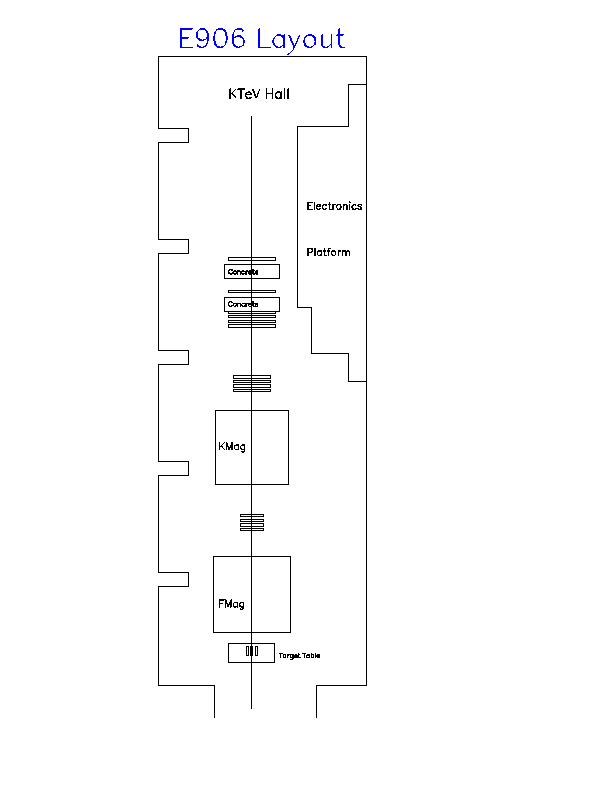 E906 Layout
KTeV Hall
Electronics
Platform
Concrete
Concrete
KMag
FMag
Target Table